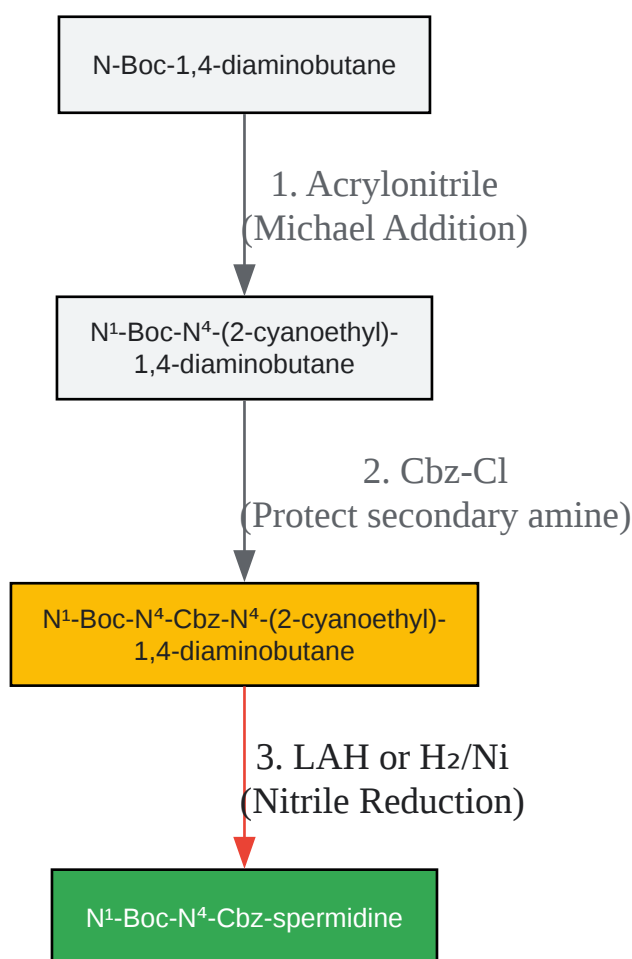 N-Boc-1,4-diaminobutane
1. Acrylonitrile
(Michael Addition)
N¹-Boc-N⁴-(2-cyanoethyl)-
1,4-diaminobutane
2. Cbz-Cl
(Protect secondary amine)
N¹-Boc-N⁴-Cbz-N⁴-(2-cyanoethyl)-
1,4-diaminobutane
3. LAH or H₂/Ni
(Nitrile Reduction)
N¹-Boc-N⁴-Cbz-spermidine